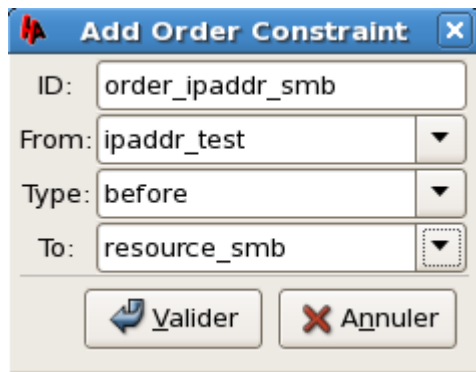 Add Order Constraint
ID: order_ipaddr_smb
From: ipaddr_test
Type: before
To: resource_smb
Valider Annuler